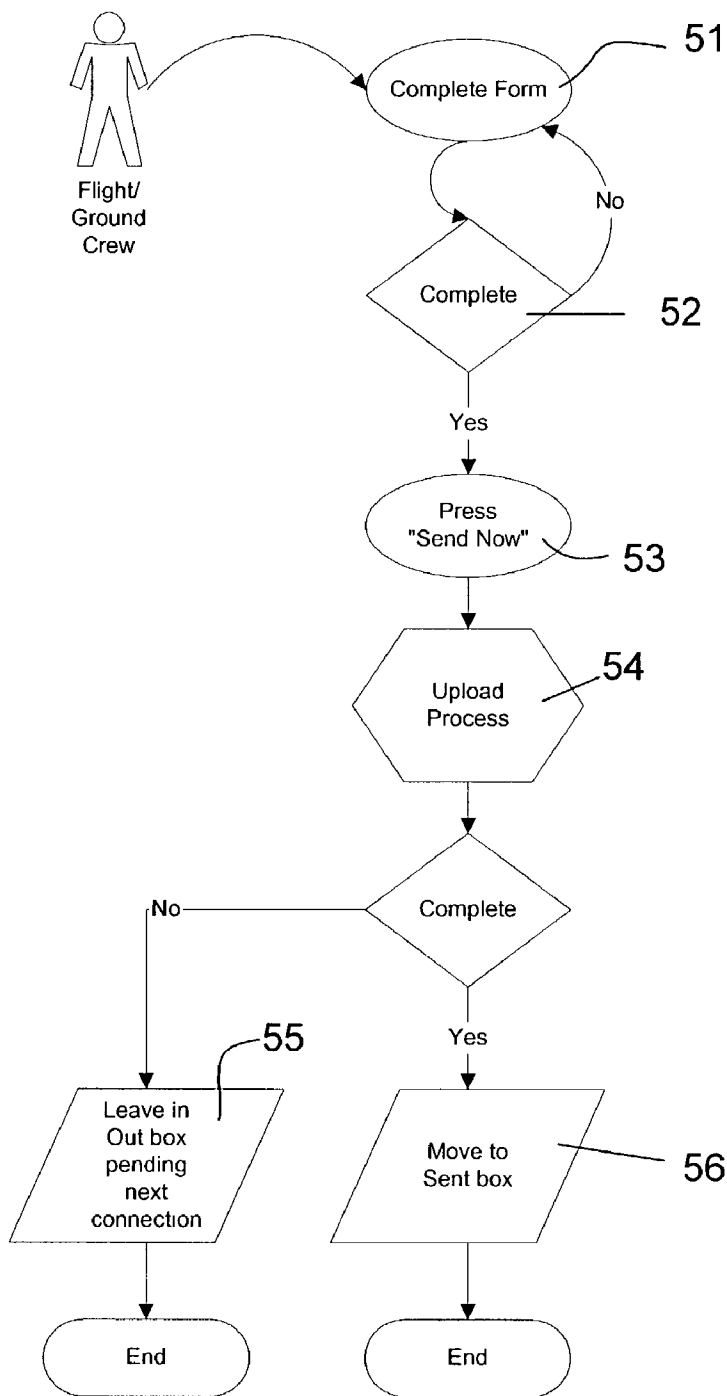 51
Complete Form
Flight/
Ground
Crew
No
Complete
52
Yes
Press
"Send Now"
53
54
Upload
Process
Complete
No
Yes
55
Leave in
Out box
pending
next
connection
Move to
Sent box
56
End
End